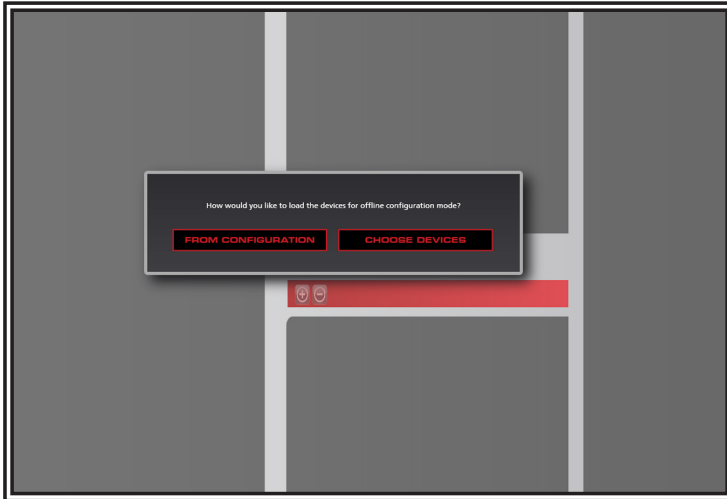 How would you like to load the devices for offline configuration mode?
FROM CONFIGURATION
CHOOSE DEVICES